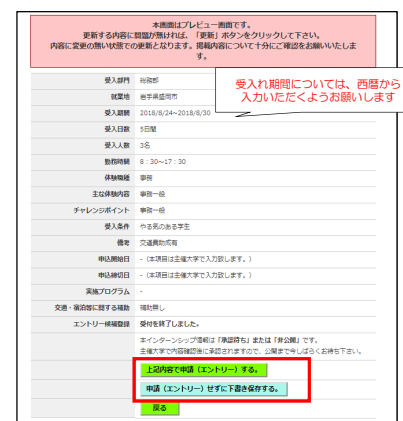 本画面はプレビュー画面です。
更新する内容に問題が無ければ、「更新」ボタンをクリックして下さい。
内容に変更の無い状態での更新となります。掲載内容について十分にご確認をお願いいたしま
す。
受入れ期間については、西暦から
入力いただくようお願いします
受入部門 総務部
就業地 岩手県盛岡市
受入期間 2018/8/24~2018/8/30
受入日数 5日間
受入人数 3名
勤務時間 8：30～17：30
体験職種 事務
主な体験内容 事務一般
チャレンジポイント 事務一般
受入条件 やる気のある学生
備考 交通費助成有
申込開始日 -（本項目は主催大学で入力致します。）
申込締切日 -（本項目は主催大学で入力致します。）
実施プログラム -
交通・宿泊等に関する補助 補助無し
エントリー候補登録 受付を終了しました。
本インターンシップ情報は「承認待ち」または「非公開」です。
主催大学で内容確認後に承認されますので、公開まで今しばらくお待ち下さい。
上記内容で申請（エントリー）する。
申請（エントリー）せずに下書き保存する。
戻る